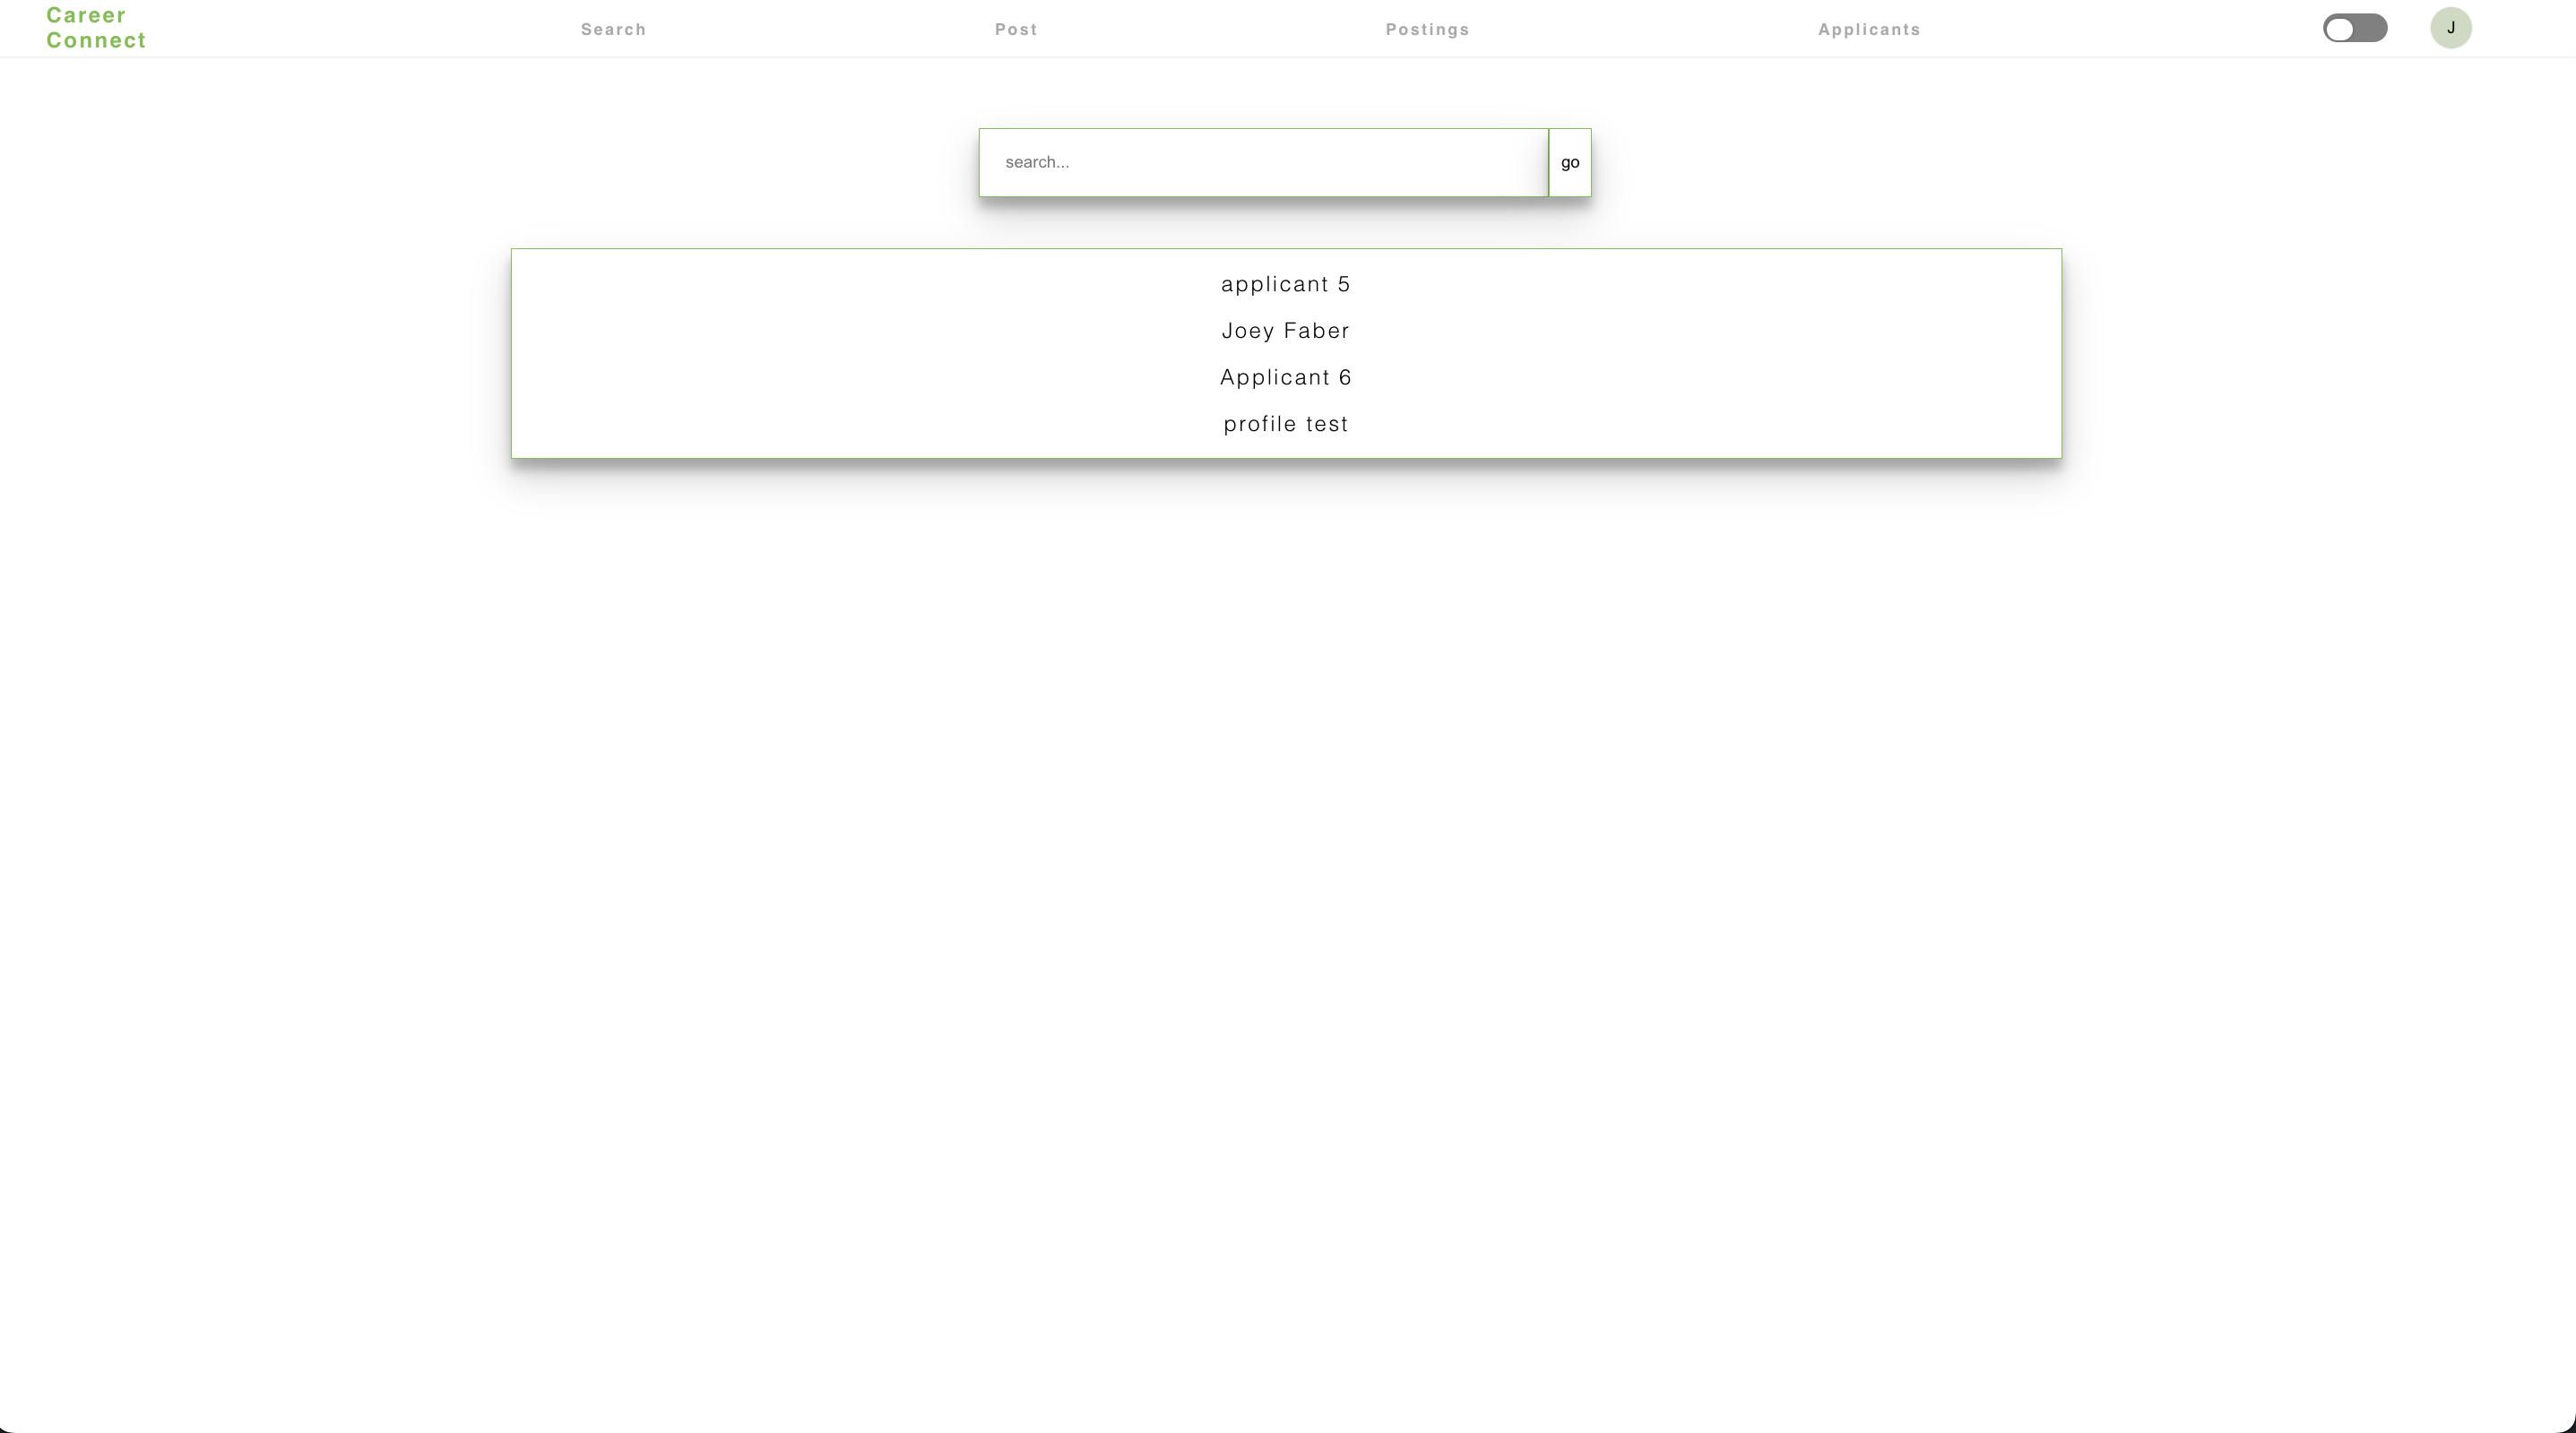 Career
Connect
Search
Post
Postings
Applicants
J
search...
go
applicant 5
Joey Faber
Applicant 6
profile test